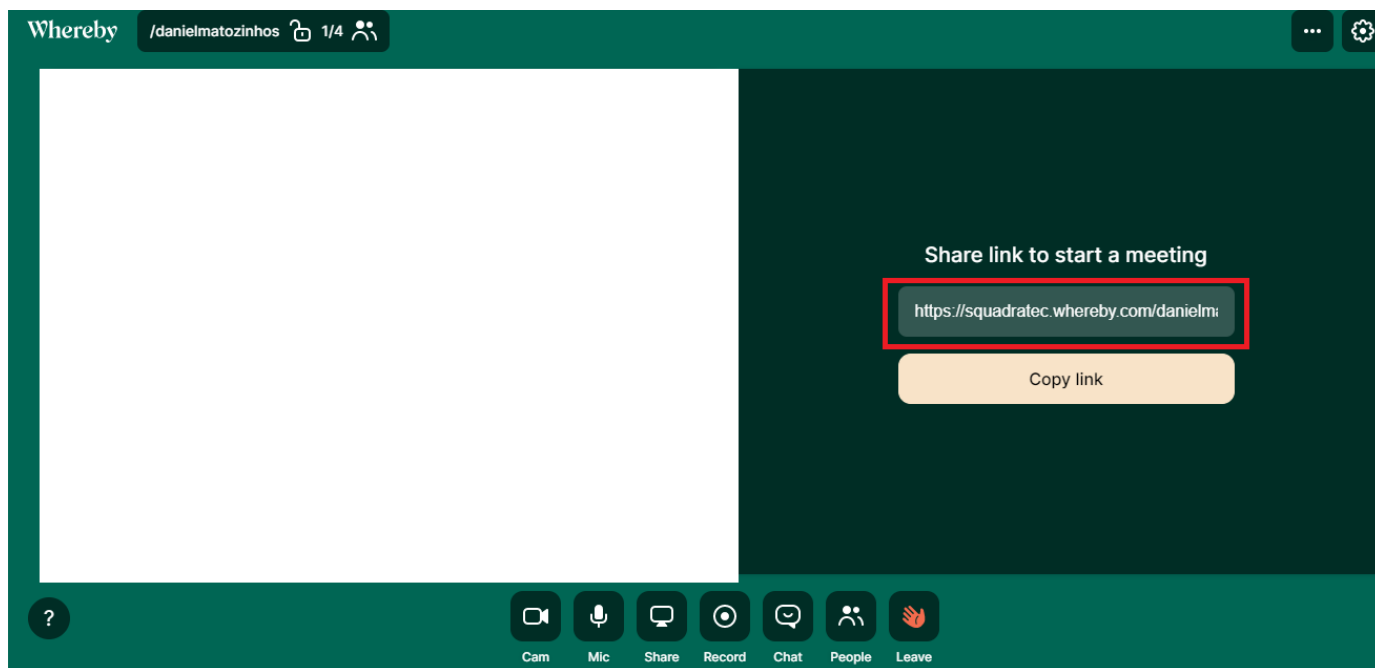 Whereby /danielmatozinhos 1/4
Share link to start a meeting
https://squadratec.whereby.com/danielma
Copy link
?
Cam Mic Share Record Chat People Leave